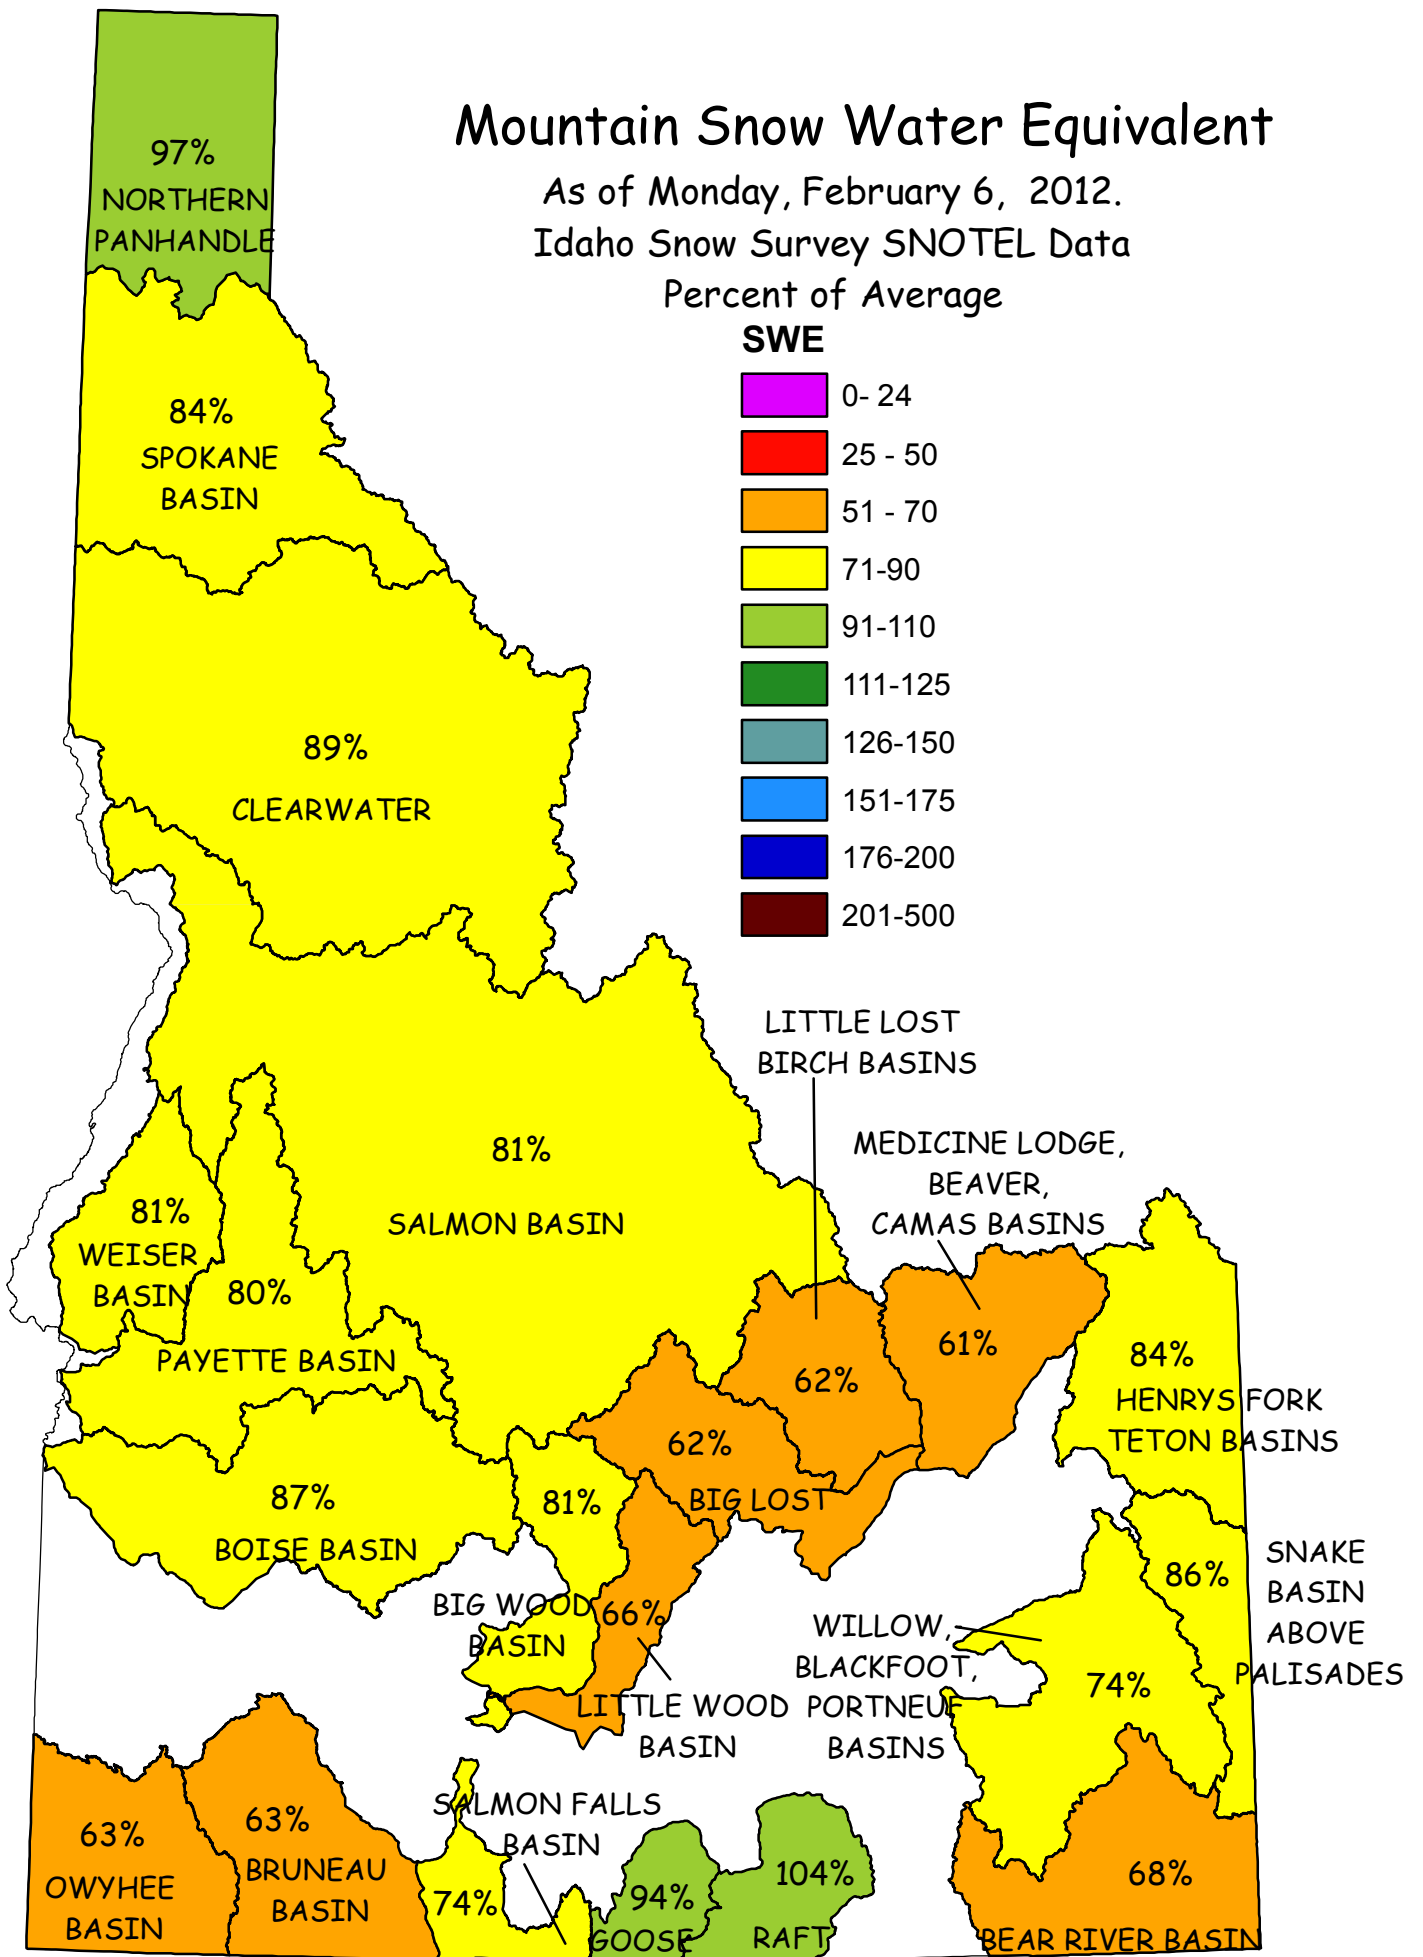 Mountain Snow Water Equivalent
As of Monday, February 6, 2012.
Idaho Snow Survey SNOTEL Data
Percent of Average
SWE
0- 24
25 - 50
51 - 70
71-90
91-110
111-125
126-150
151-175
176-200
201-500
97%
NORTHERN
PANHANDLE
84%
SPOKANE
BASIN
89%
CLEARWATER
81%
SALMON BASIN
81%
WEISER
BASIN
80%
PAYETTE BASIN
87%
BOISE BASIN
81%
BIG WOOD
BASIN
66%
LITTLE WOOD
BASIN
62%
BIG LOST
LITTLE LOST
BIRCH BASINS
62%
MEDICINE LODGE,
BEAVER,
CAMAS BASINS
61%
84%
HENRYS FORK
TETON BASINS
86%
SNAKE
BASIN
ABOVE
PALISADES
WILLOW,
BLACKFOOT,
PORTNEUF
BASINS
74%
68%
BEAR RIVER BASIN
63%
OWYHEE
BASIN
63%
BRUNEAU
BASIN
SALMON FALLS
BASIN
74%
94%
GOOSE
104%
RAFT